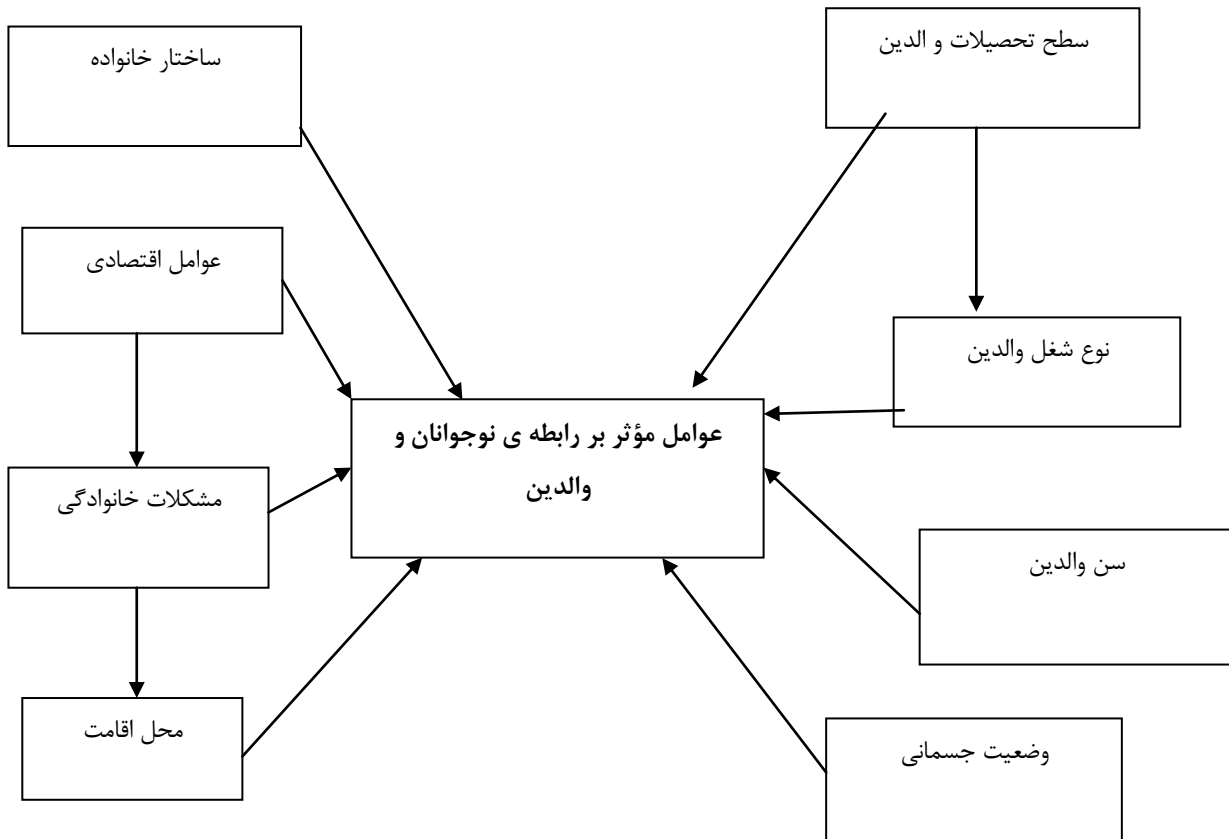 سطح تحصیلات و الدین
ساختار خانواده
عوامل اقتصادی
نوع شغل والدین
عوامل مؤثر بر رابطه ی نوجوانان و
والدین
مشکلات خانوادگی
سن والدین
محل اقامت
وضعیت جسمانی